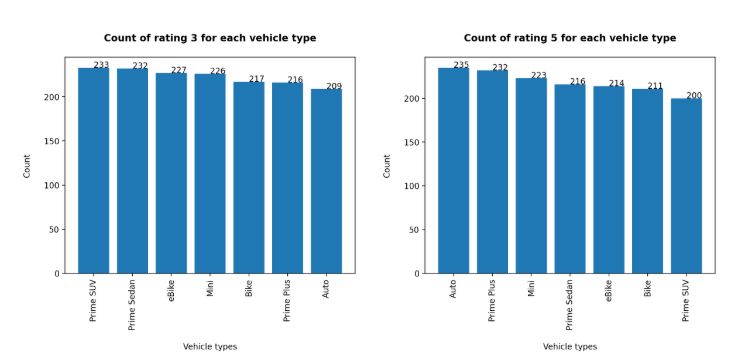 Count of rating 3 for each vehicle type
233 232 227 226 217 216 209
200
150
100
50
0
Count
Prime SUV
Prime Sedan
eBike
Mini
Bike
Prime Plus
Auto
Vehicle types
Count of rating 5 for each vehicle type
235 232 223 216 214 211 200
200
150
100
50
0
Count
Auto
Prime Plus
Mini
Prime Sedan
eBike
Bike
Prime SUV
Vehicle types